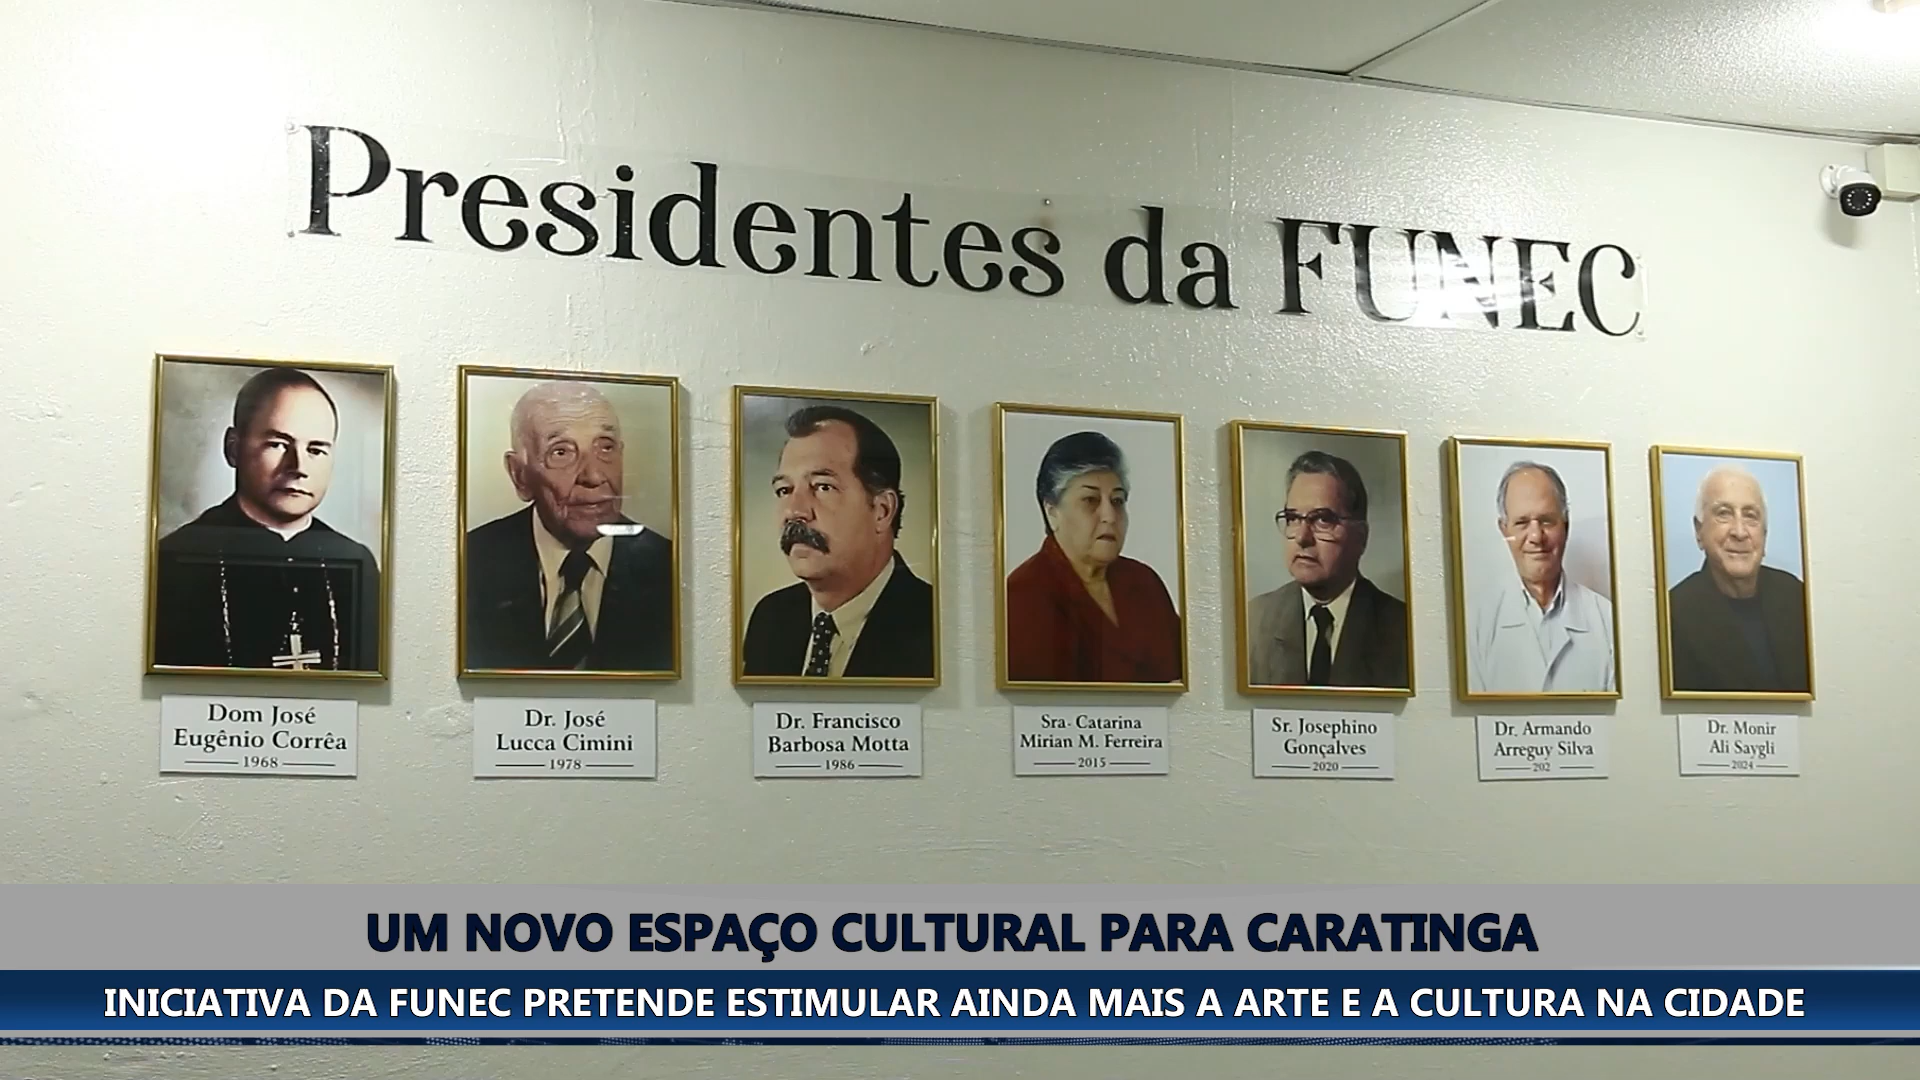 Presidentes da FUNEC
Dom José
Eugênio Corrêa
1968
Dr. José
Lucca Cimini
1978
Dr. Francisco
Barbosa Motta
1986
Sra. Catarina
Mirian M. Ferreira
2015
Sr. Josephino
Gonçalves
2020
Dr. Armando
Arreguy Silva
202
Dr. Monir
Ali Saygli
2024
UM NOVO ESPAÇO CULTURAL PARA CARATINGA
INICIATIVA DA FUNEC PRETENDE ESTIMULAR AINDA MAIS A ARTE E A CULTURA NA CIDADE